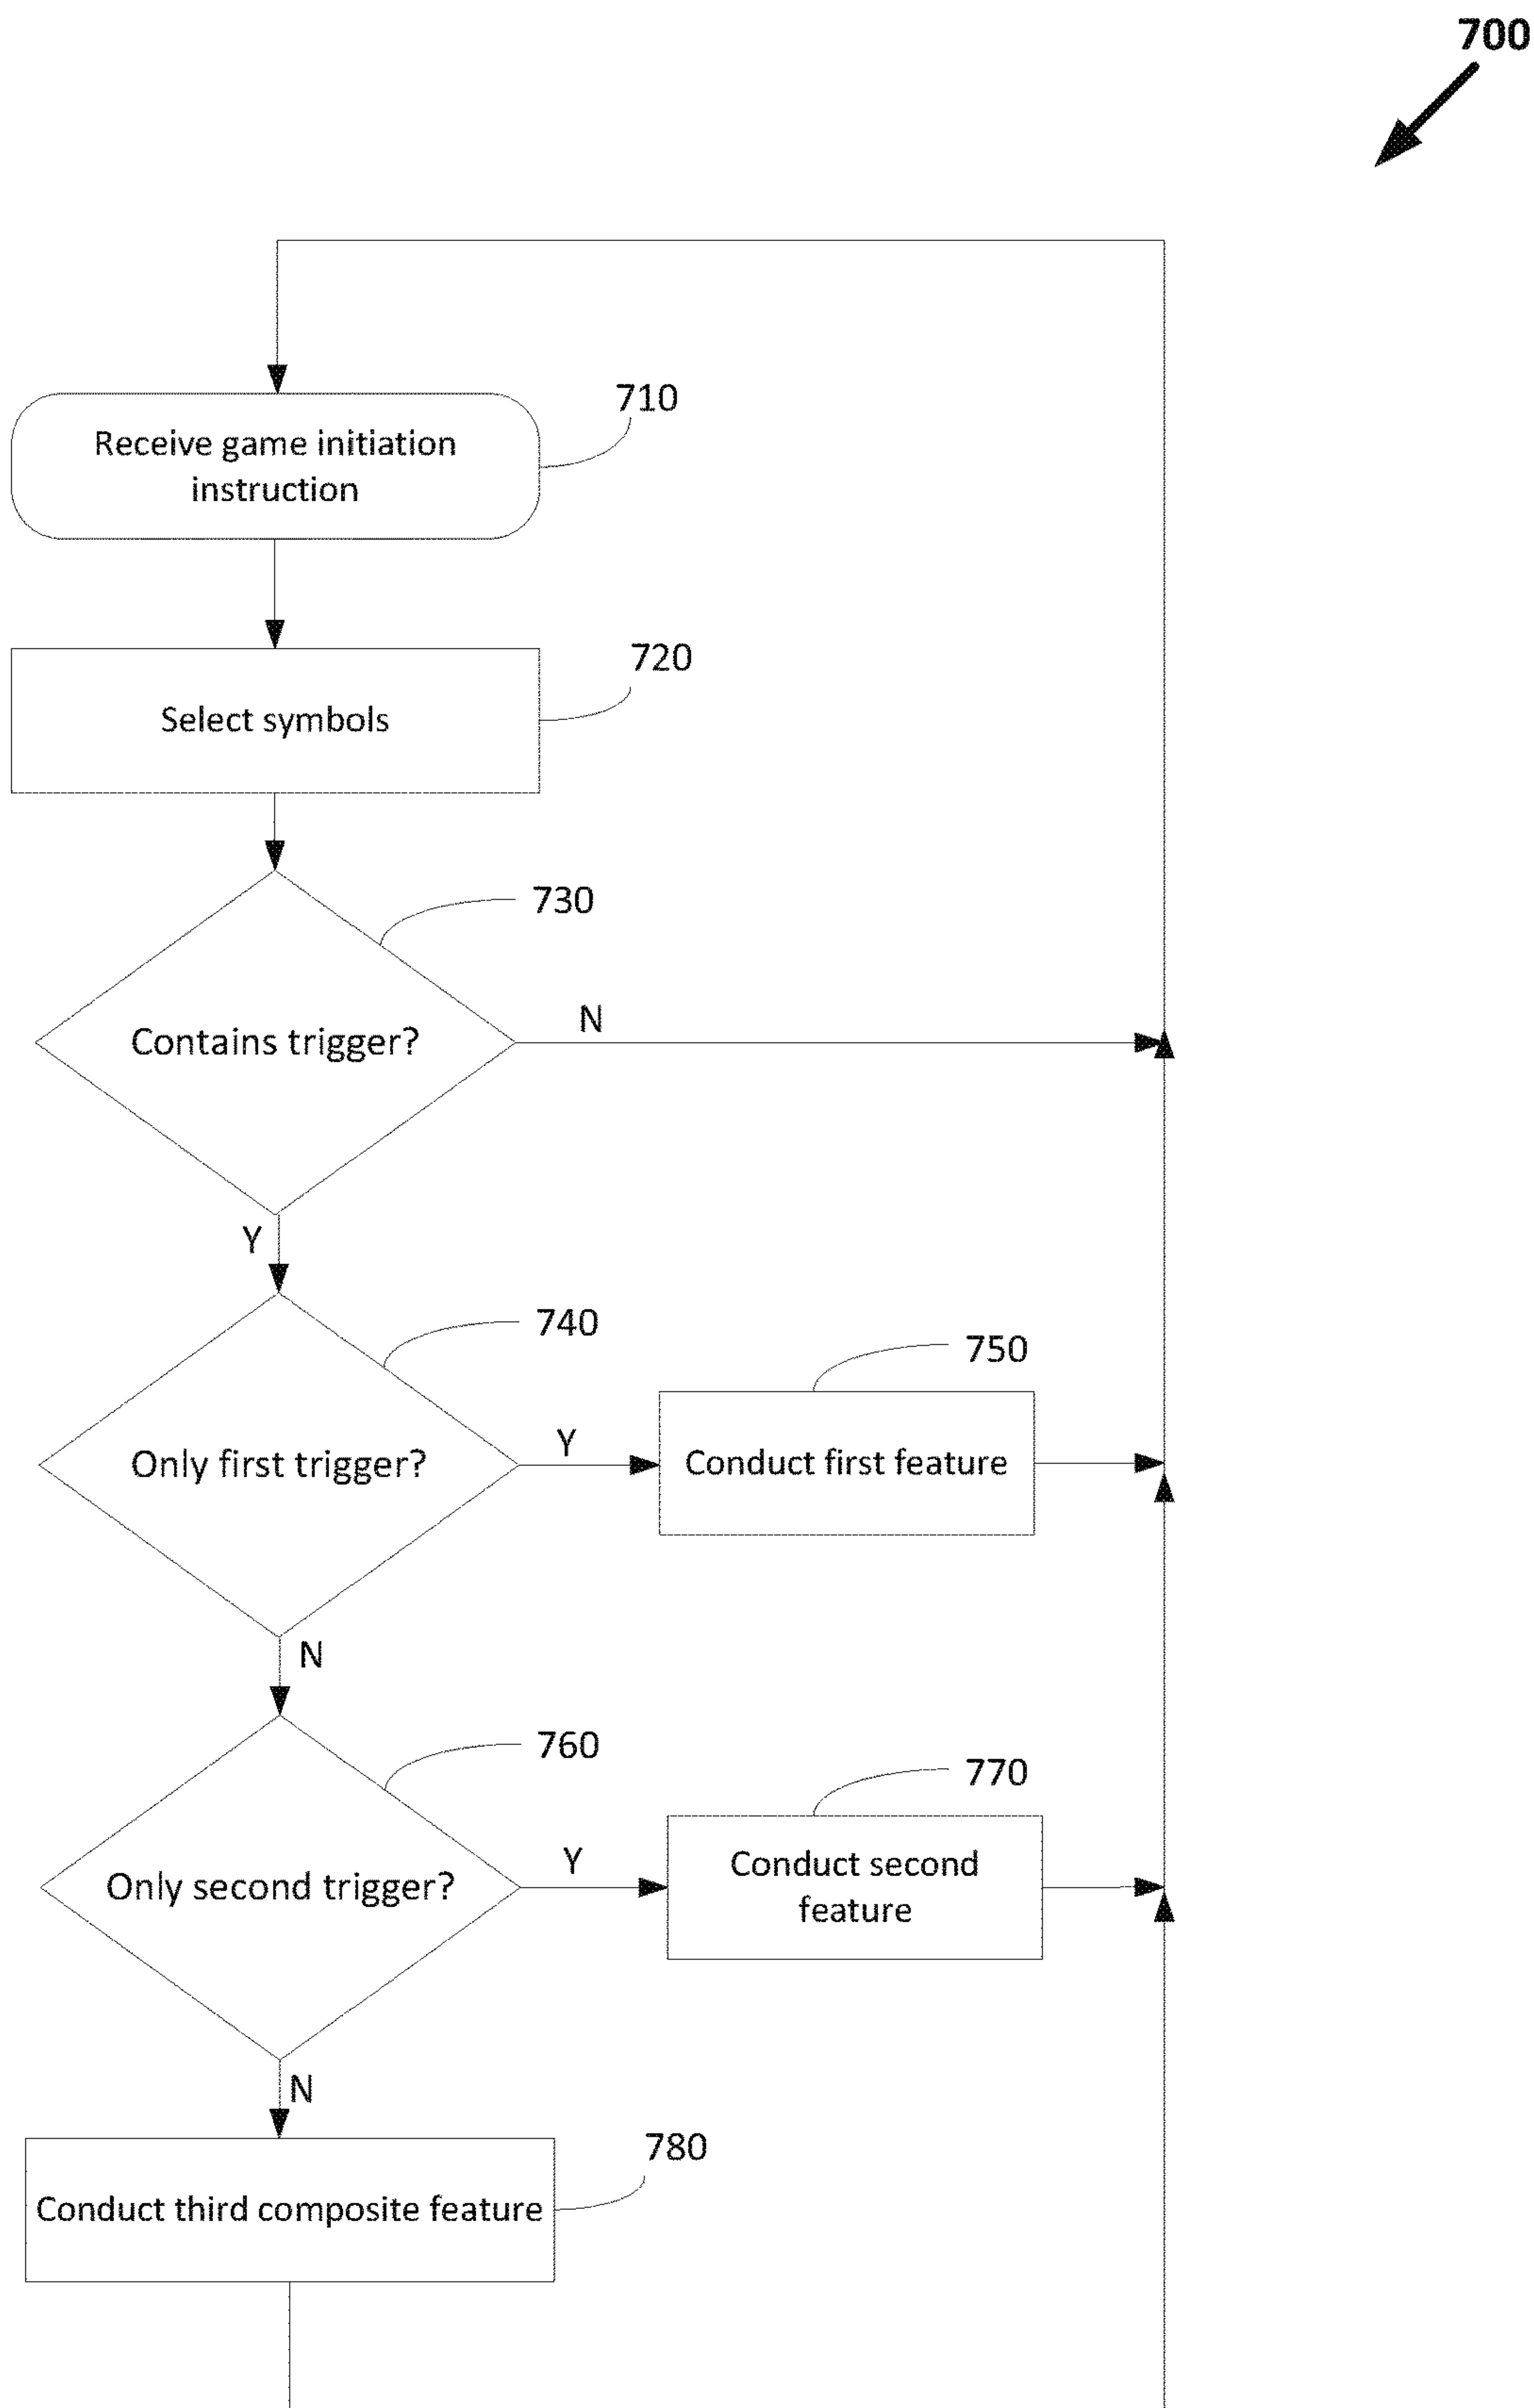 700
710
Receive game initiation
instruction
720
Select symbols
730
Contains trigger?
N
Y
740
750
Only first trigger?
Y
Conduct first feature
N
760
770
Only second trigger?
Y
Conduct second
feature
N
780
Conduct third composite feature